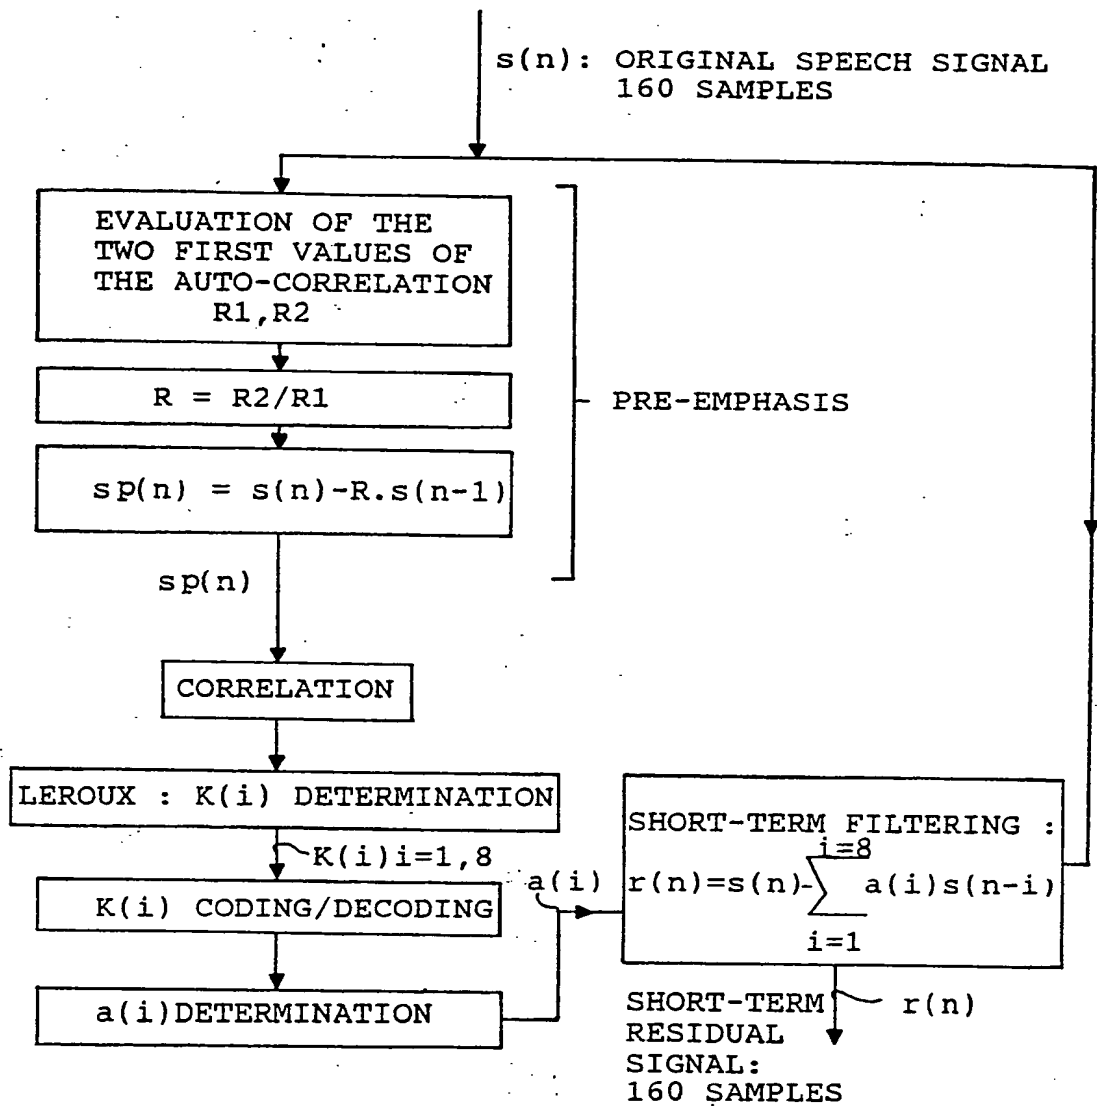 s(n): ORIGINAL SPEECH SIGNAL
160 SAMPLES
EVALUATION OF THE
TWO FIRST VALUES OF
THE AUTO-CORRELATION
R1,R2
R = R2/R1
PRE-EMPHASIS
sp(n) = s(n)-R.s(n-1)
sp(n)
CORRELATION
LEROUX : K(i) DETERMINATION
K(i)i=1,8
K(i) CODING/DECODING
a(i)DETERMINATION
a(i)
SHORT-TERM FILTERING :
i=8
r(n)=s(n)-∑ a(i)s(n-i)
i=1
r(n)
SHORT-TERM
RESIDUAL
SIGNAL:
160 SAMPLES